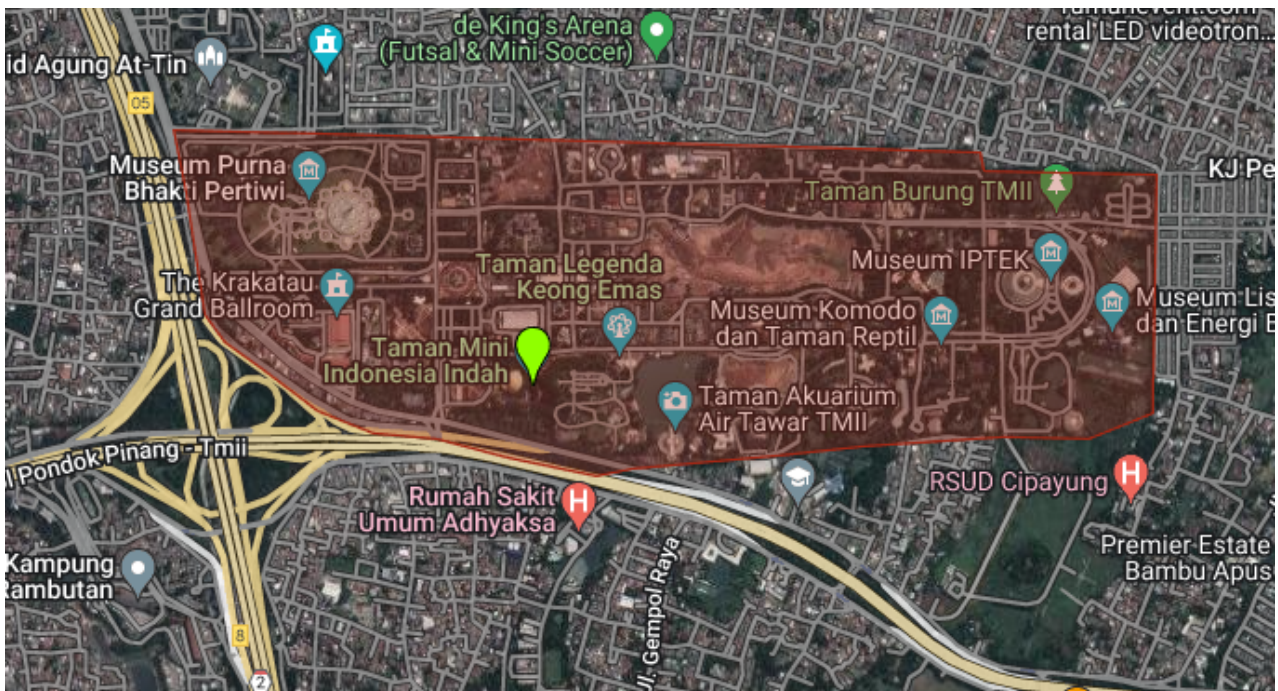 rumahevent.com
rental LED videotron...
de King's Arena
(Futsal & Mini Soccer)
id Agung At-Tin
05
Museum Purna
Bhakti Pertiwi
KJ Pe
Taman Burung TMII
Taman Legenda
Keong Emas
Museum IPTEK
The Krakatau
Grand Ballroom
Museum Lis
dan Energi B
Museum Komodo
dan Taman Reptil
Taman Mini
Indonesia Indah
Taman Akuarium
Air Tawar TMII
l Pondok Pinang - Tmii
RSUD Cipayung
H
Rumah Sakit
Umum Adhyaksa
H
Jl. Gempol Raya
Premier Estate
Bambu Apus
Kampung
Rambutan
8
2